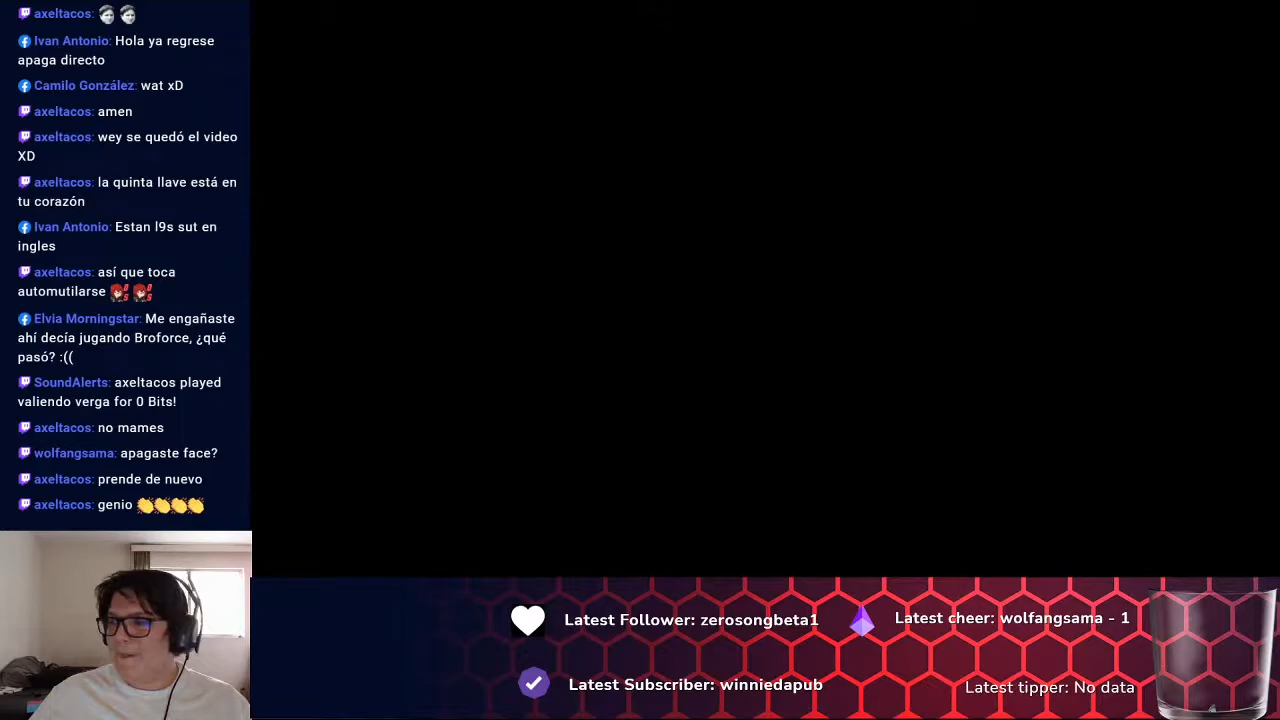 axeltacos:
Ivan Antonio: Hola ya regrese
apaga directo
Camilo González: wat xD
axeltacos: amen
axeltacos: wey se quedó el video
XD
axeltacos: la quinta llave está en
tu corazón
Ivan Antonio: Estan l9s sut en
ingles
axeltacos: así que toca
automutilarse
Elvia Morningstar: Me engañaste
ahí decía jugando Broforce, ¿qué
pasó? :((
SoundAlerts: axeltacos played
valiendo verga for 0 Bits!
axeltacos: no mames
wolfangsama: apagaste face?
axeltacos: prende de nuevo
axeltacos: genio 👏👏👏👏
Latest Follower: zerosongbeta1
Latest cheer: wolfangsama - 1
Latest Subscriber: winniedapub
Latest tipper: No data